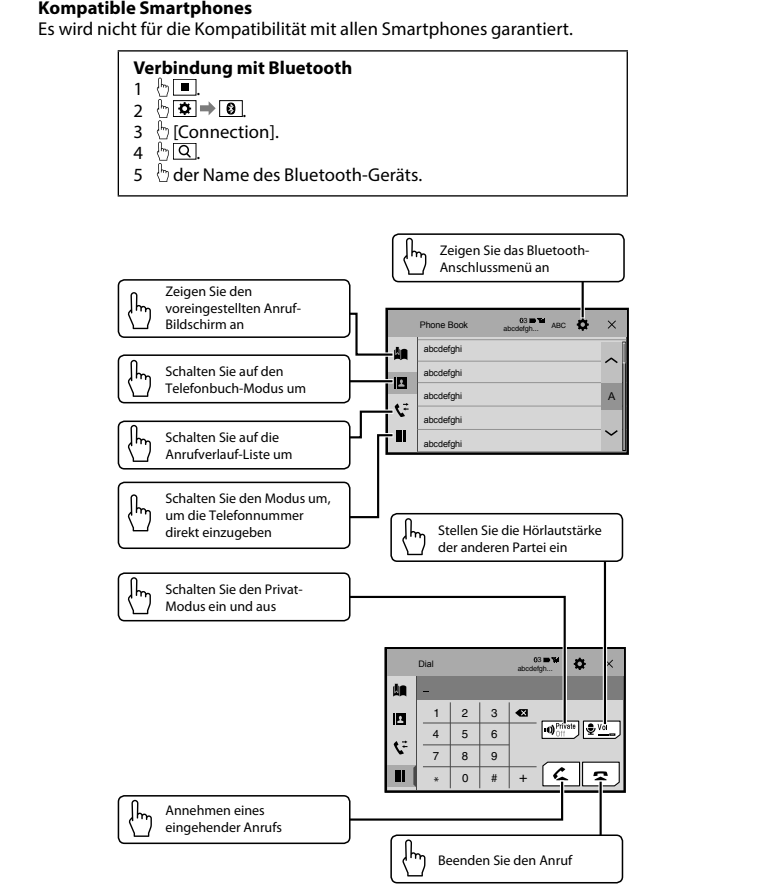 Kompatible Smartphones
Es wird nicht für die Kompatibilität mit allen Smartphones garantiert.
Verbindung mit Bluetooth
1 .
2 .
3 [Connection].
4 .
5 der Name des Bluetooth-Geräts.
Zeigen Sie das Bluetooth-
Anschlussmenü an
Zeigen Sie den
voreingestellten Anruf-
Bildschirm an
Schalten Sie auf den
Telefonbuch-Modus um
Schalten Sie auf die
Anrufverlauf-Liste um
Schalten Sie den Modus um,
um die Telefonnummer
direkt einzugeben
Phone Book
03
abcdefgh...
ABC
abcdefghi
abcdefghi
abcdefghi
abcdefghi
abcdefghi
A
Stellen Sie die Hörlautstärke
der anderen Partei ein
Schalten Sie den Privat-
Modus ein und aus
Dial
03
abcdefgh...
–
1 2 3
4 5 6
7 8 9
* 0 # +
Private
Off
Vol
Annehmen eines
eingehender Anrufs
Beenden Sie den Anruf